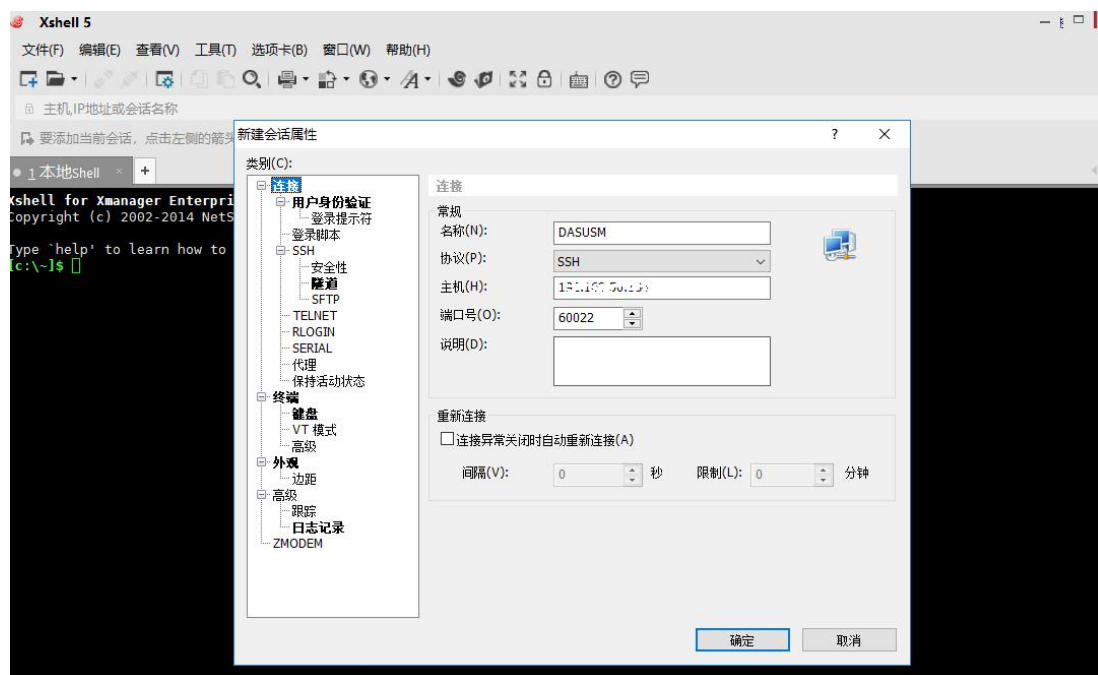 Xshell 5
文件(F) 编辑(E) 查看(V) 工具(T) 选项卡(B) 窗口(W) 帮助(H)
主机,IP地址或会话名称
要添加当前会话，点击左侧的箭头
1 本地Shell
Xshell for Xmanager Enterpri
Copyright (c) 2002-2014 NetS
Type `help' to learn how to
[c:\~]$
新建会话属性
类别(C):
连接
用户身份验证
登录提示符
登录脚本
SSH
安全性
隧道
SFTP
TELNET
RLOGIN
SERIAL
代理
保持活动状态
终端
键盘
VT 模式
高级
外观
边距
高级
跟踪
日志记录
ZMODEM
连接
常规
名称(N): DASUSM
协议(P): SSH
主机(H):
端口号(O): 60022
说明(D):
重新连接
连接异常关闭时自动重新连接(A)
间隔(V): 0 秒 限制(L): 0 分钟
确定 取消